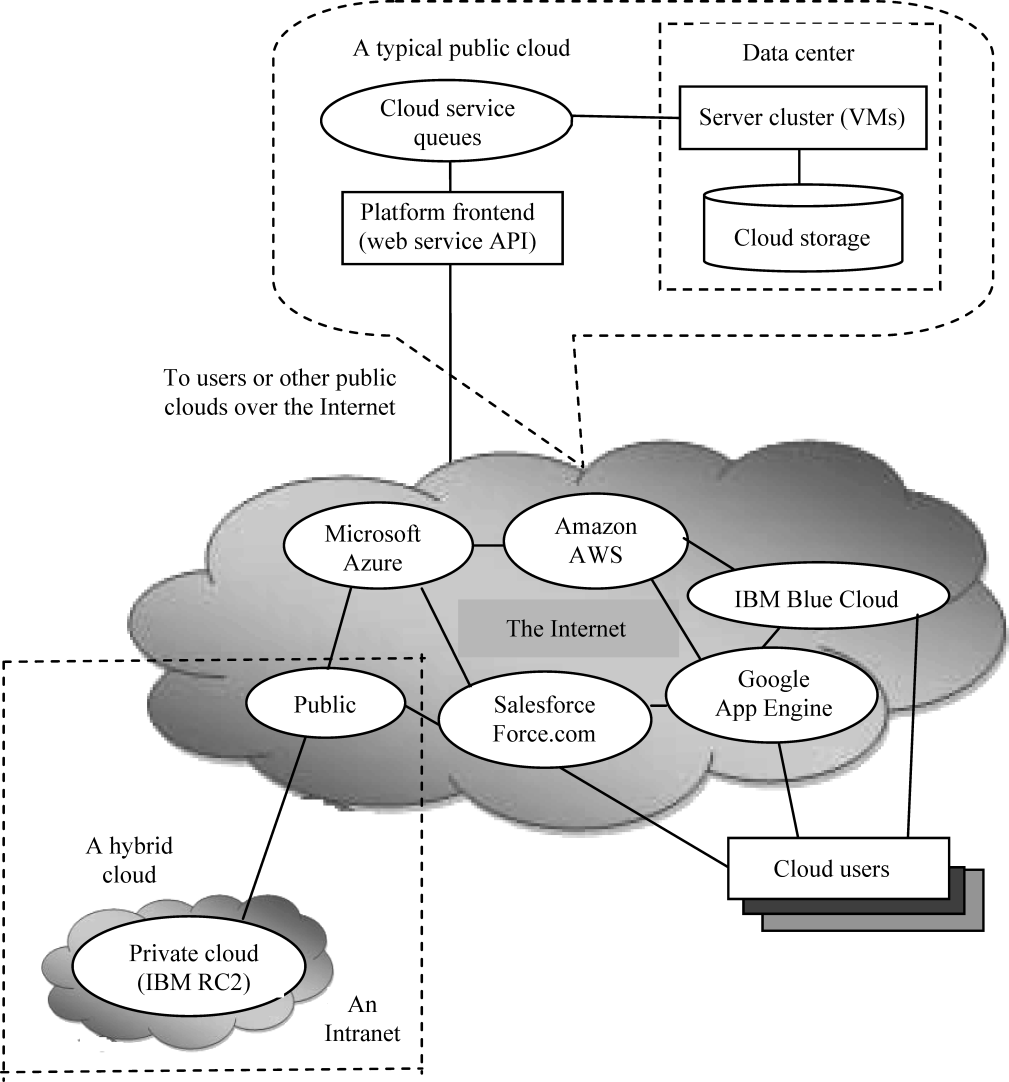 A typical public cloud
Data center
Cloud service
queues
Server cluster (VMs)
Platform frontend
(web service API)
Cloud storage
To users or other public
clouds over the Internet
Microsoft
Azure
Amazon
AWS
IBM Blue Cloud
The Internet
Public
Salesforce
Force.com
Google
App Engine
A hybrid
cloud
Cloud users
Private cloud
(IBM RC2)
An
Intranet